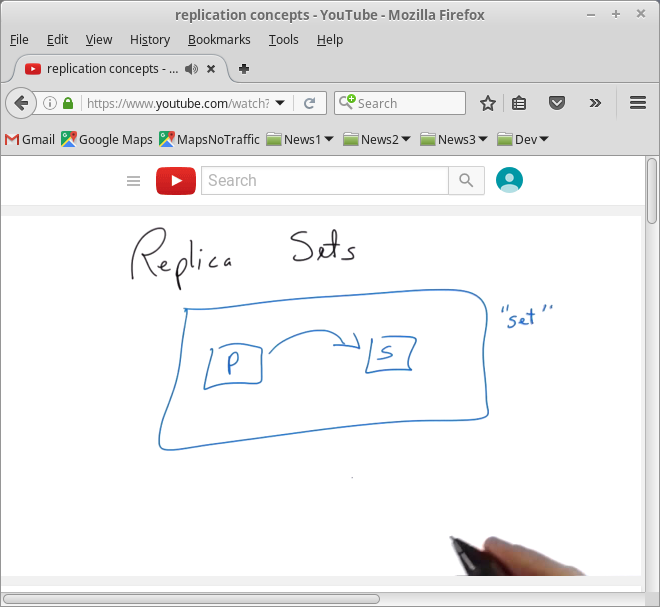 replication concepts - YouTube - Mozilla Firefox
File Edit View History Bookmarks Tools Help
replication concepts - ...
https://www.youtube.com/watch? Search
Gmail Google Maps MapsNoTraffic News1 News2 News3 Dev
Search
Replica Sets
"set"
P S